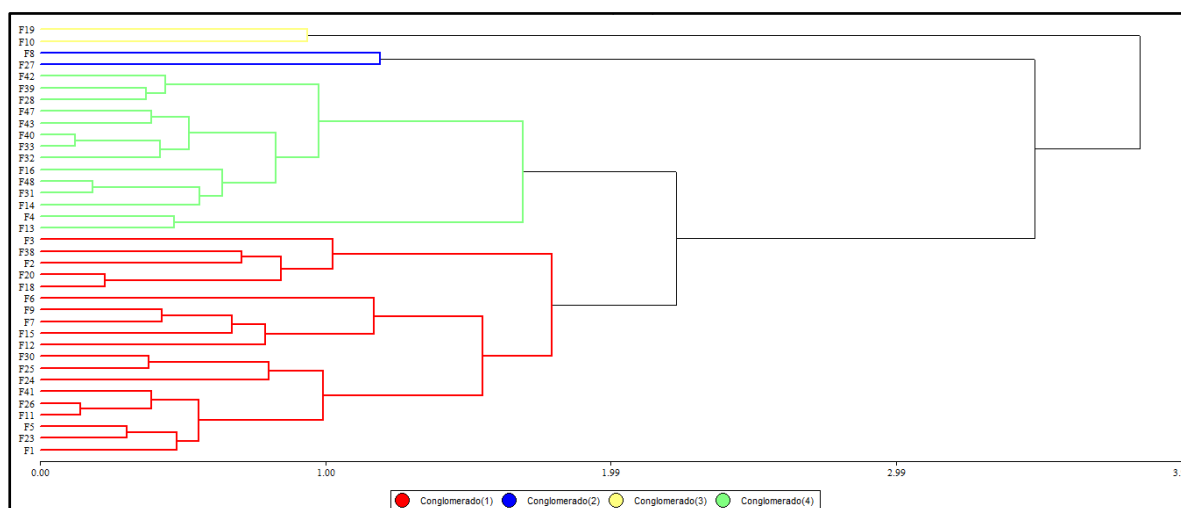 F19
F10
F8
F27
F42
F39
F28
F47
F43
F40
F33
F32
F16
F48
F31
F14
F4
F13
F3
F38
F2
F20
F18
F6
F9
F7
F15
F12
F30
F25
F24
F41
F26
F11
F5
F23
F1
0.00 1.00 1.99 2.99
Conglomerado(1) Conglomerado(2) Conglomerado(3) Conglomerado(4)